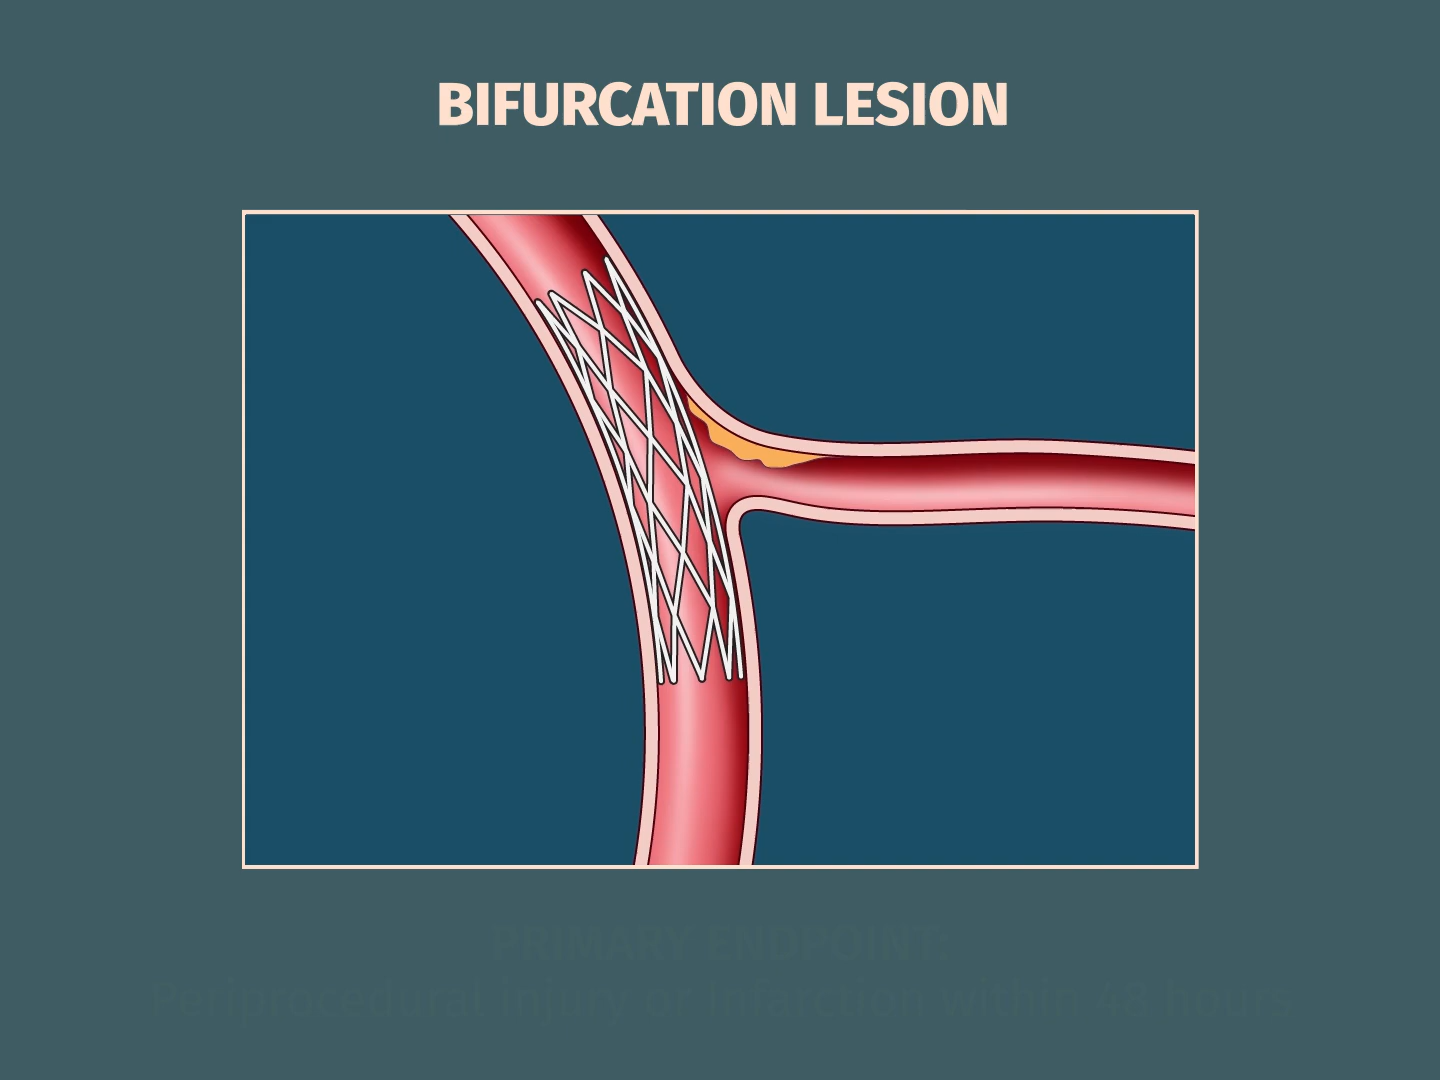 BIFURCATION LESION
PRIMARY ENDPOINT:
Periprocedural injury or infarction within 48 hours